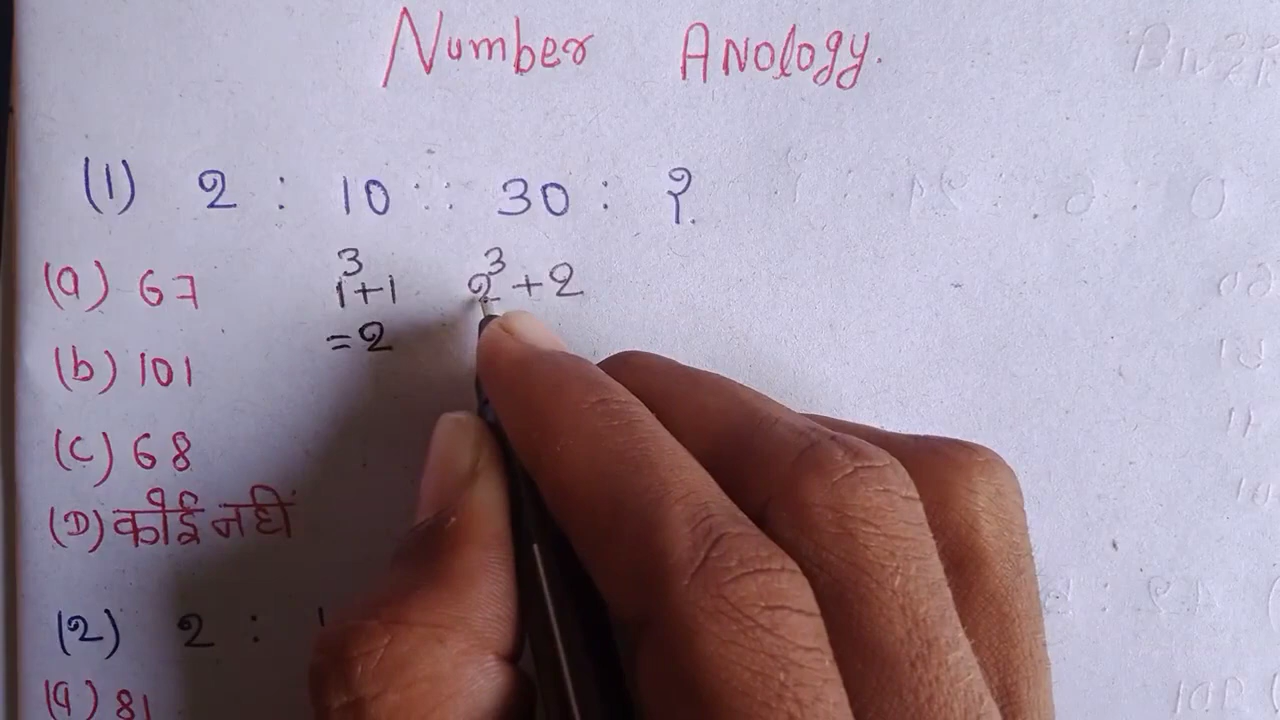 Number Anology.
(1) 2 : 10 :: 30 : ?
(a) 67
1³+1 2³+2
=2
(b) 101
(C) 68
(D) कोई नहीं
(2) 2 :
(a) 81